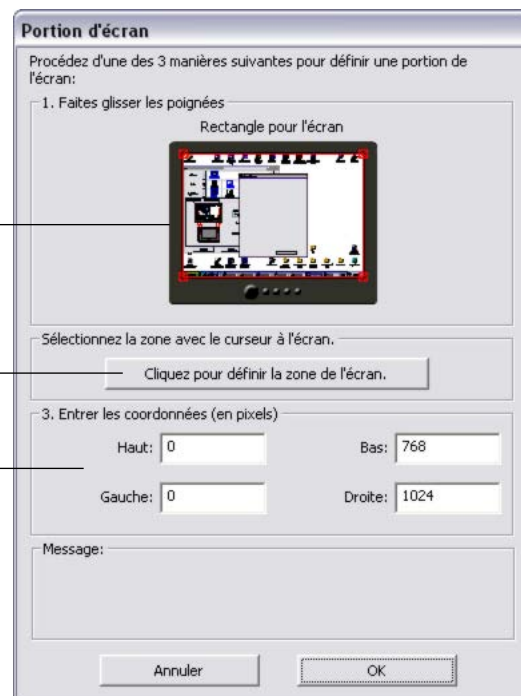 Portion d'écran
Procédez d'une des 3 manières suivantes pour définir une portion de
l'écran:
1. Faites glisser les poignées
Rectangle pour l'écran
Sélectionnez la zone avec le curseur à l'écran.
Cliquez pour définir la zone de l'écran.
3. Entrer les coordonnées (en pixels)
Haut: 0 Bas: 768
Gauche: 0 Droite: 1024
Message:
Annuler OK